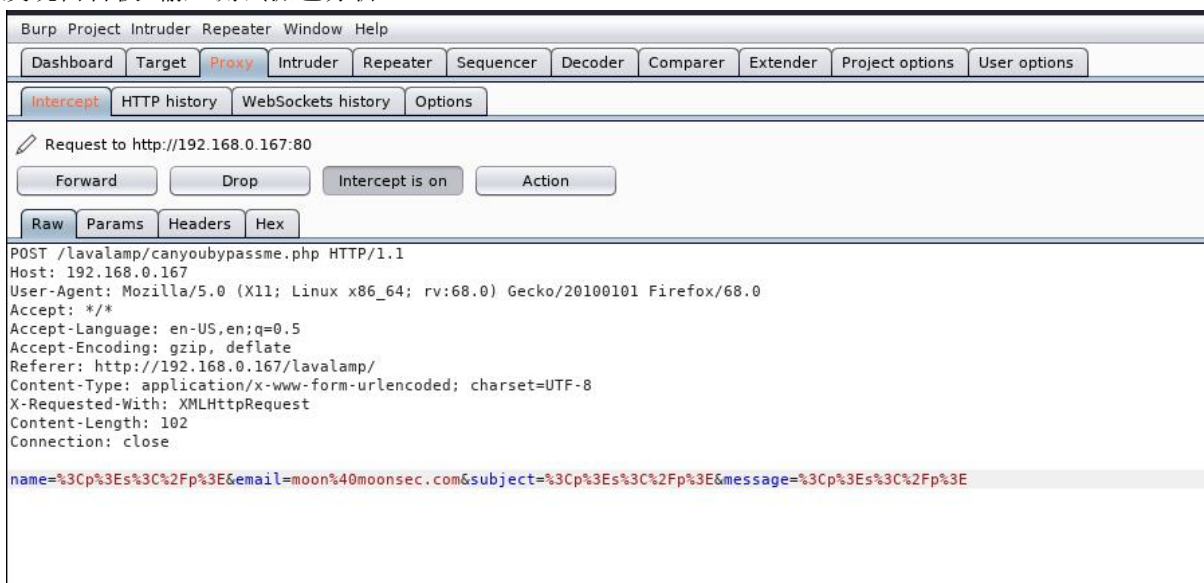 Burp Project Intruder Repeater Window Help
Dashboard Target Proxy Intruder Repeater Sequencer Decoder Comparer Extender Project options User options
Intercept HTTP history WebSockets history Options
Request to http://192.168.0.167:80
Forward Drop Intercept is on Action
Raw Params Headers Hex
POST /lavalamp/canyoubypassme.php HTTP/1.1
Host: 192.168.0.167
User-Agent: Mozilla/5.0 (X11; Linux x86_64; rv:68.0) Gecko/20100101 Firefox/68.0
Accept: */*
Accept-Language: en-US,en;q=0.5
Accept-Encoding: gzip, deflate
Referer: http://192.168.0.167/lavalamp/
Content-Type: application/x-www-form-urlencoded; charset=UTF-8
X-Requested-With: XMLHttpRequest
Content-Length: 102
Connection: close
name=%3Cp%3Es%3C%2Fp%3E&email=moon%40moonsec.com&subject=%3Cp%3Es%3C%2Fp%3E&message=%3Cp%3Es%3C%2Fp%3E